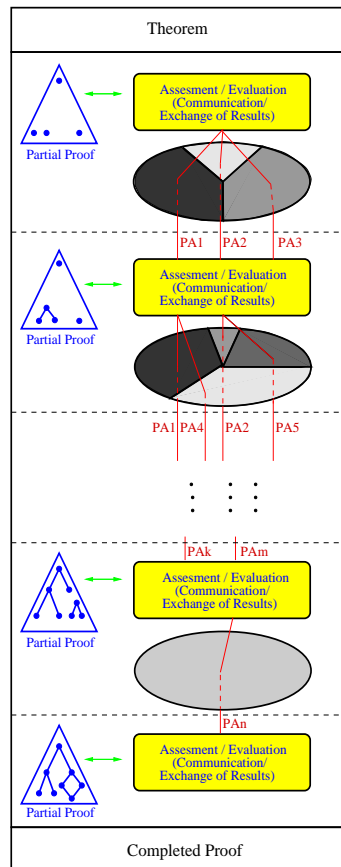 Theorem
Assesment / Evaluation
(Communication/
Exchange of Results)
Partial Proof
PA1 PA2 PA3
Assesment / Evaluation
(Communication/
Exchange of Results)
Partial Proof
PA1 PA4 PA2 PA5
PAk PAm
Assesment / Evaluation
(Communication/
Exchange of Results)
Partial Proof
PAn
Assesment / Evaluation
(Communication/
Exchange of Results)
Partial Proof
Completed Proof